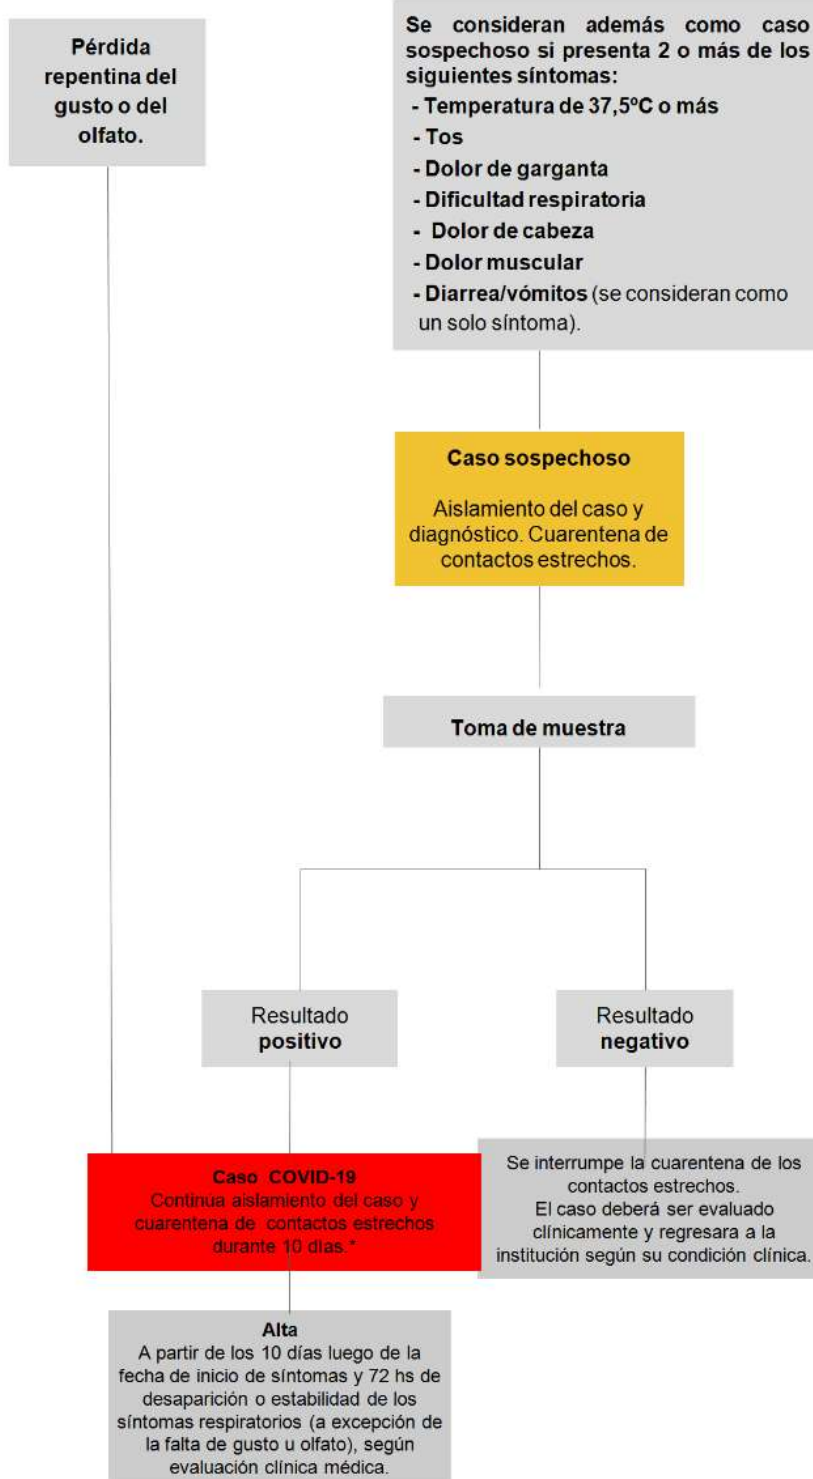 Pérdida
repentina del
gusto o del
olfato.
Se consideran además como caso
sospechoso si presenta 2 o más de los
siguientes síntomas:
- Temperatura de 37,5ºC o más
- Tos
- Dolor de garganta
- Dificultad respiratoria
- Dolor de cabeza
- Dolor muscular
- Diarrea/vómitos (se consideran como
un solo síntoma).
Caso sospechoso
Aislamiento del caso y
diagnóstico. Cuarentena de
contactos estrechos.
Toma de muestra
Resultado
positivo
Resultado
negativo
Caso COVID-19
Continua aislamiento del caso y
cuarentena de contactos estrechos
durante 10 días.*
Se interrumpe la cuarentena de los
contactos estrechos.
El caso deberá ser evaluado
clínicamente y regresara a la
institución según su condición clínica.
Alta
A partir de los 10 días luego de la
fecha de inicio de síntomas y 72 hs de
desaparición o estabilidad de los
síntomas respiratorios (a excepción de
la falta de gusto u olfato), según
evaluación clínica médica.